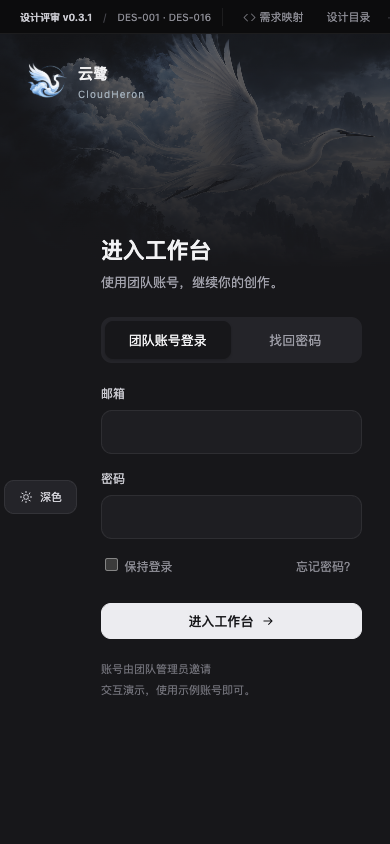 设计评审 v0.3.1 / DES-001 · DES-016 <> 需求映射 设计目录
云鹭
CloudHeron
进入工作台
使用团队账号，继续你的创作。
团队账号登录 找回密码
邮箱
密码
深色
保持登录 忘记密码?
进入工作台 →
账号由团队管理员邀请
交互演示，使用示例账号即可。